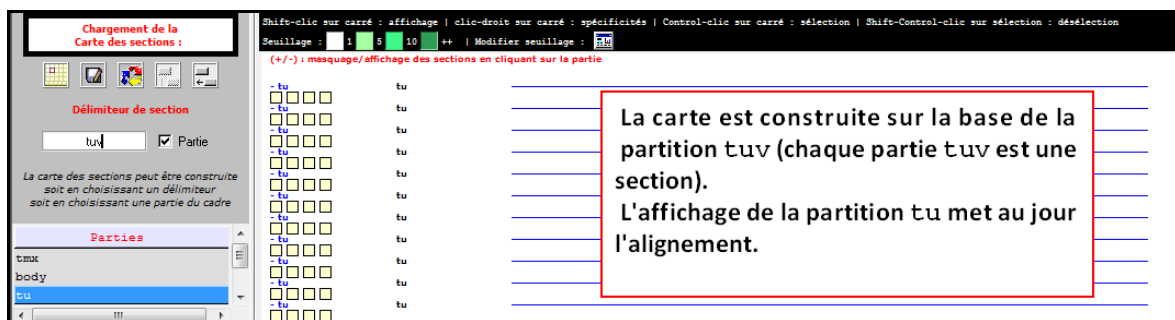 Chargement de la
Carte des sections :
Délimiteur de section
tuv
Partie
La carte des sections peut être construite
soit en choisissant un délimiteur
soit en choisissant une partie du cadre
Parties
tmx
body
tu
Shift-clic sur carré : affichage | clic-droit sur carré : spécificités | Control-clic sur carré : sélection | Shift-Control-clic sur sélection : désélection
Seuillage : 1 5 10 ++ | Modifier seuillage :
(+/-) : masquage/affichage des sections en cliquant sur la partie
- tu tu
- tu tu
- tu tu
- tu tu
- tu tu
- tu tu
- tu tu
- tu tu
- tu tu
- tu tu
- tu tu
La carte est construite sur la base de la
partition tuv (chaque partie tuv est une
section).
L'affichage de la partition tu met au jour
l'alignement.